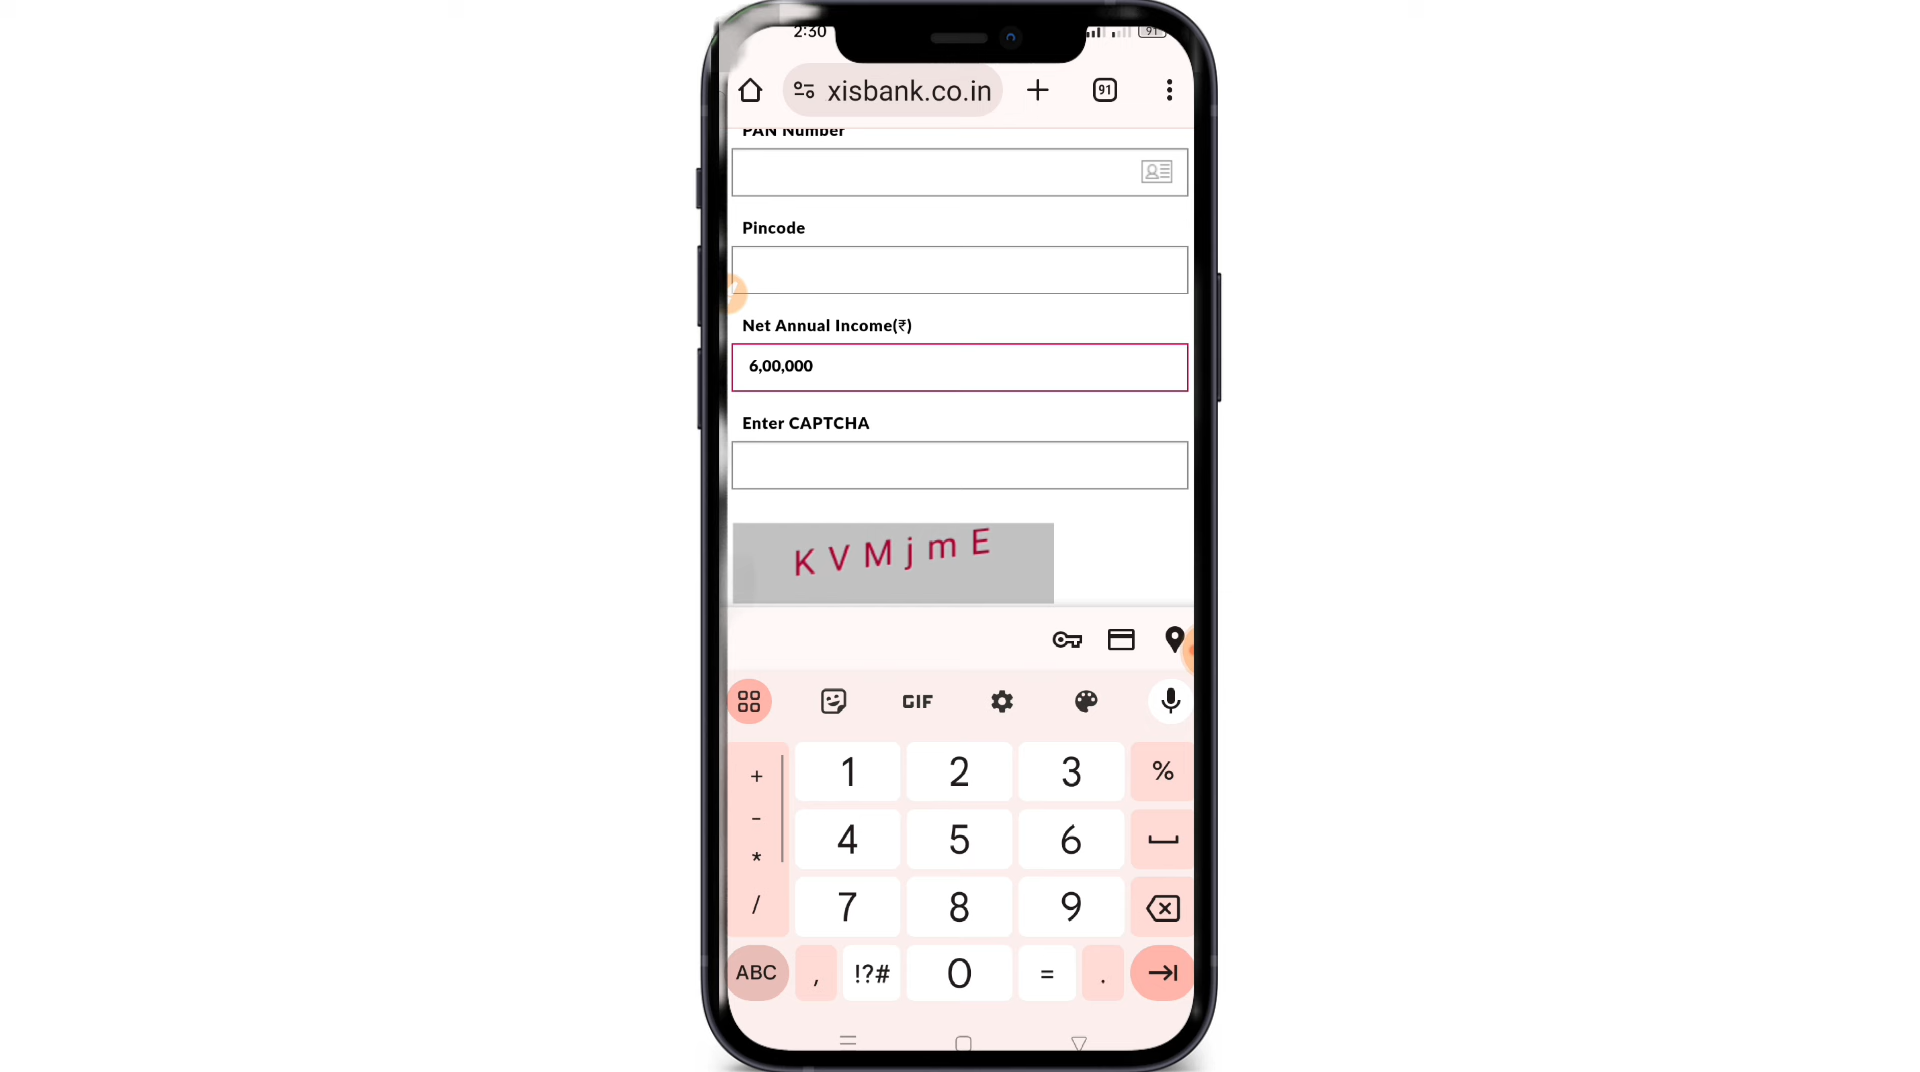 2:30
91
xisbank.co.in
91
PAN Number
Pincode
Net Annual Income(₹)
6,00,000
Enter CAPTCHA
K V M j m E
GIF
+ 1 2 3 %
-
4 5 6
*
/ 7 8 9
ABC , !?# 0 = .